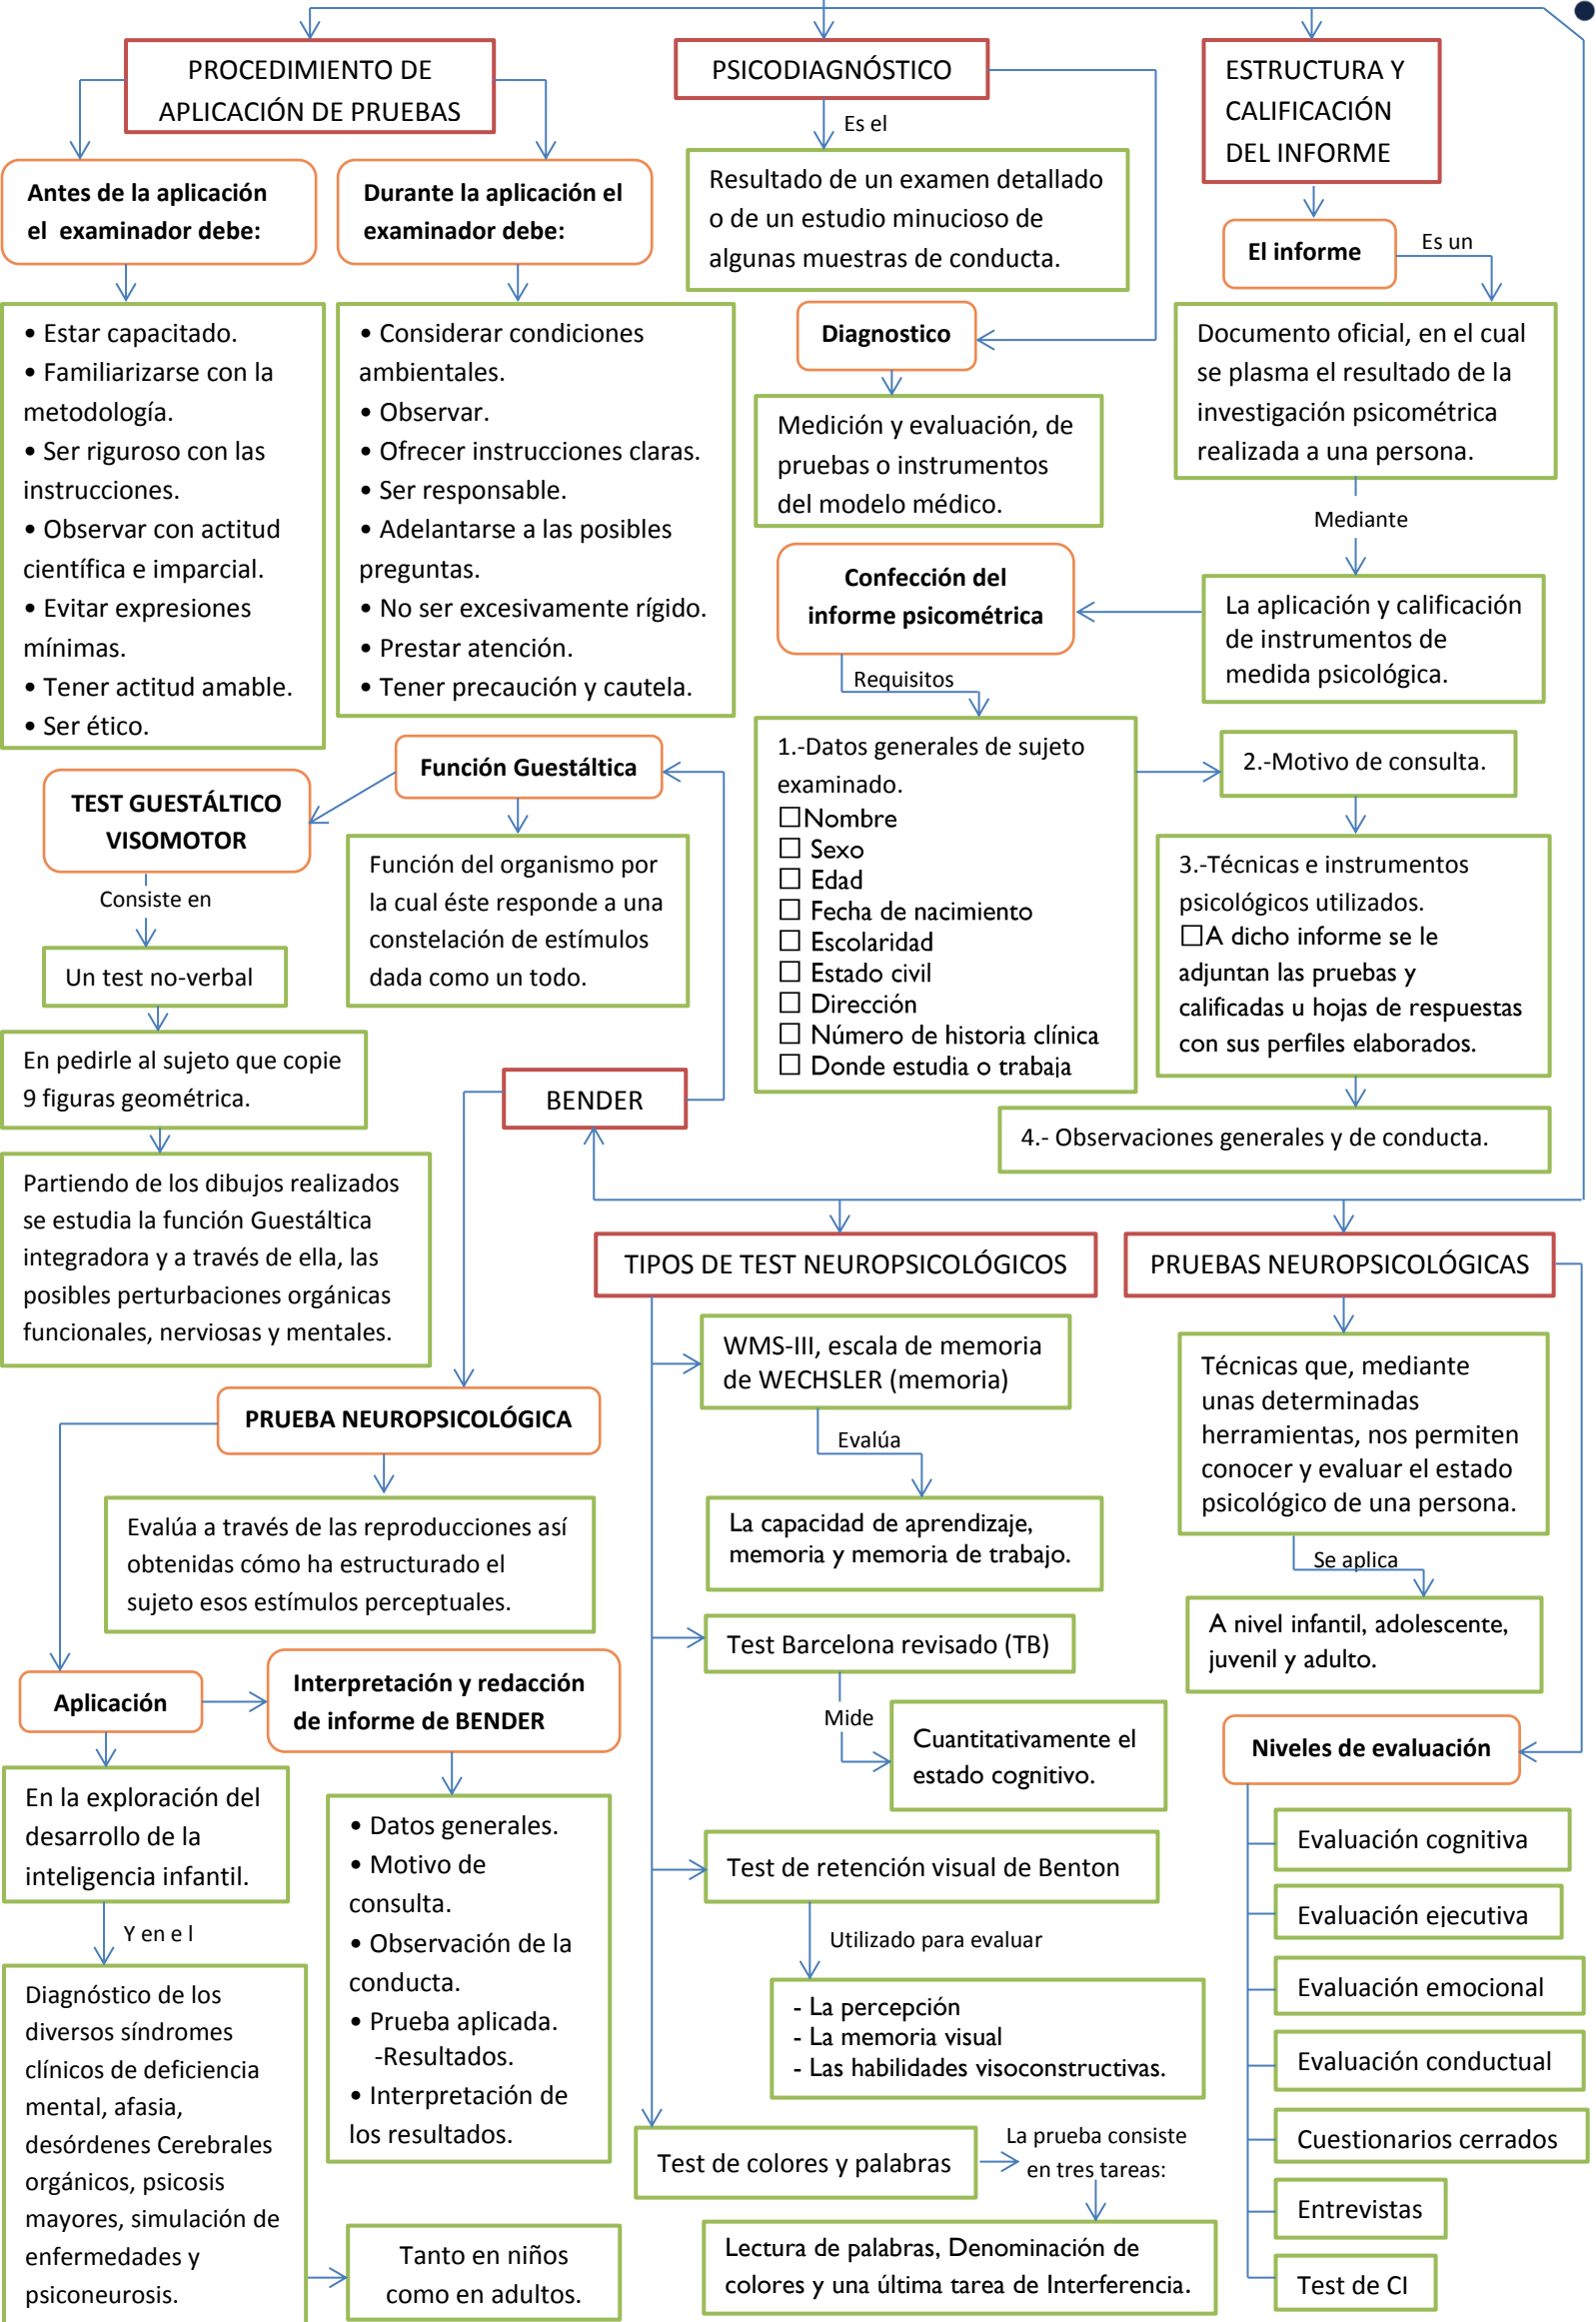 PROCEDIMIENTO DE
APLICACIÓN DE PRUEBAS
Antes de la aplicación
el examinador debe:
• Estar capacitado.
• Familiarizarse con la
metodología.
• Ser riguroso con las
instrucciones.
• Observar con actitud
científica e imparcial.
• Evitar expresiones
mínimas.
• Tener actitud amable.
• Ser ético.
Durante la aplicación el
examinador debe:
• Considerar condiciones
ambientales.
• Observar.
• Ofrecer instrucciones claras.
• Ser responsable.
• Adelantarse a las posibles
preguntas.
• No ser excesivamente rígido.
• Prestar atención.
• Tener precaución y cautela.
PSICODIAGNÓSTICO
Es el
Resultado de un examen detallado
o de un estudio minucioso de
algunas muestras de conducta.
Diagnostico
Medición y evaluación, de
pruebas o instrumentos
del modelo médico.
ESTRUCTURA Y
CALIFICACIÓN
DEL INFORME
El informe
Es un
Documento oficial, en el cual
se plasma el resultado de la
investigación psicométrica
realizada a una persona.
Mediante
La aplicación y calificación
de instrumentos de
medida psicológica.
Confección del
informe psicométrica
Requisitos
1.-Datos generales de sujeto
examinado.
☐Nombre
☐ Sexo
☐ Edad
☐ Fecha de nacimiento
☐ Escolaridad
☐ Estado civil
☐ Dirección
☐ Número de historia clínica
☐ Donde estudia o trabaja
2.-Motivo de consulta.
3.-Técnicas e instrumentos
psicológicos utilizados.
☐A dicho informe se le
adjuntan las pruebas y
calificadas u hojas de respuestas
con sus perfiles elaborados.
4.- Observaciones generales y de conducta.
BENDER
Función Guestáltica
Función del organismo por
la cual éste responde a una
constelación de estímulos
dada como un todo.
TEST GUESTÁLTICO
VISOMOTOR
Consiste en
Un test no-verbal
En pedirle al sujeto que copie
9 figuras geométrica.
Partiendo de los dibujos realizados
se estudia la función Guestáltica
integradora y a través de ella, las
posibles perturbaciones orgánicas
funcionales, nerviosas y mentales.
PRUEBA NEUROPSICOLÓGICA
Evalúa a través de las reproducciones así
obtenidas cómo ha estructurado el
sujeto esos estímulos perceptuales.
Aplicación
En la exploración del
desarrollo de la
inteligencia infantil.
Y en e l
Diagnóstico de los
diversos síndromes
clínicos de deficiencia
mental, afasia,
desórdenes Cerebrales
orgánicos, psicosis
mayores, simulación de
enfermedades y
psiconeurosis.
Tanto en niños
como en adultos.
Interpretación y redacción
de informe de BENDER
• Datos generales.
• Motivo de
consulta.
• Observación de la
conducta.
• Prueba aplicada.
-Resultados.
• Interpretación de
los resultados.
TIPOS DE TEST NEUROPSICOLÓGICOS
WMS-III, escala de memoria
de WECHSLER (memoria)
Evalúa
La capacidad de aprendizaje,
memoria y memoria de trabajo.
Test Barcelona revisado (TB)
Mide
Cuantitativamente el
estado cognitivo.
Test de retención visual de Benton
Utilizado para evaluar
- La percepción
- La memoria visual
- Las habilidades visoconstructivas.
Test de colores y palabras
La prueba consiste
en tres tareas:
Lectura de palabras, Denominación de
colores y una última tarea de Interferencia.
PRUEBAS NEUROPSICOLÓGICAS
Técnicas que, mediante
unas determinadas
herramientas, nos permiten
conocer y evaluar el estado
psicológico de una persona.
Se aplica
A nivel infantil, adolescente,
juvenil y adulto.
Niveles de evaluación
Evaluación cognitiva
Evaluación ejecutiva
Evaluación emocional
Evaluación conductual
Cuestionarios cerrados
Entrevistas
Test de CI